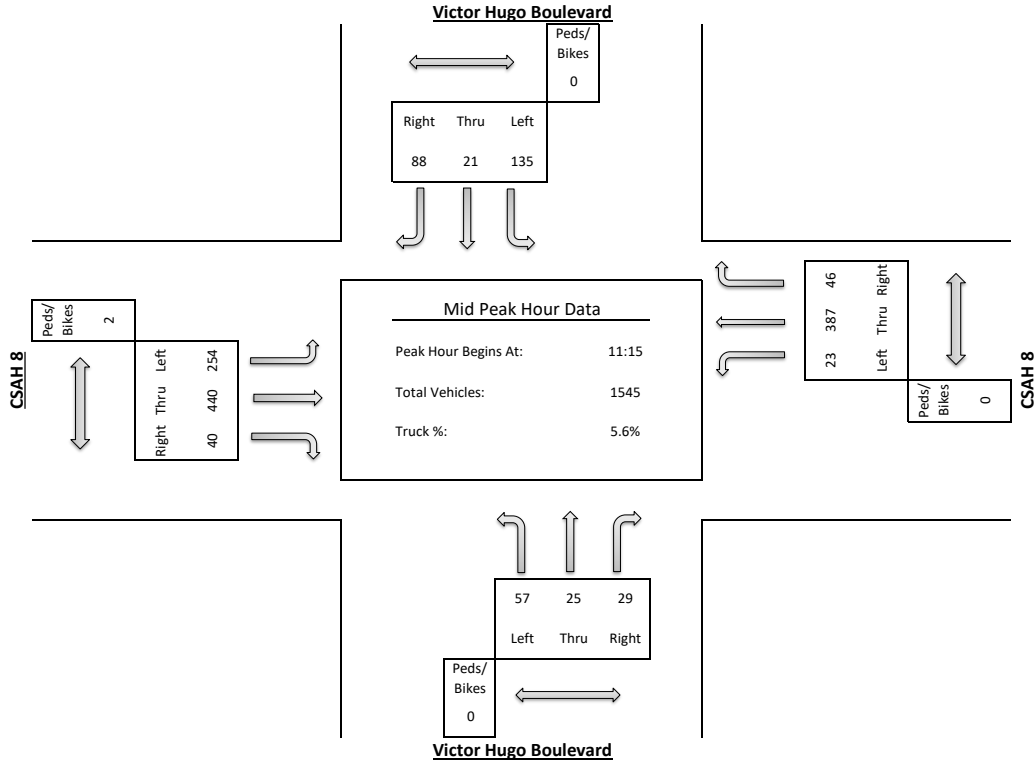 Victor Hugo Boulevard
Peds/
Bikes
0
Right Thru Left
88 21 135
Peds/
Bikes
2
CSAH 8
Left 254
Thru 440
Right 40
Mid Peak Hour Data
Peak Hour Begins At: 11:15
Total Vehicles: 1545
Truck %: 5.6%
46 Right
387 Thru
23 Left
Peds/
Bikes
0
CSAH 8
57 25 29
Left Thru Right
Peds/
Bikes
0
Victor Hugo Boulevard